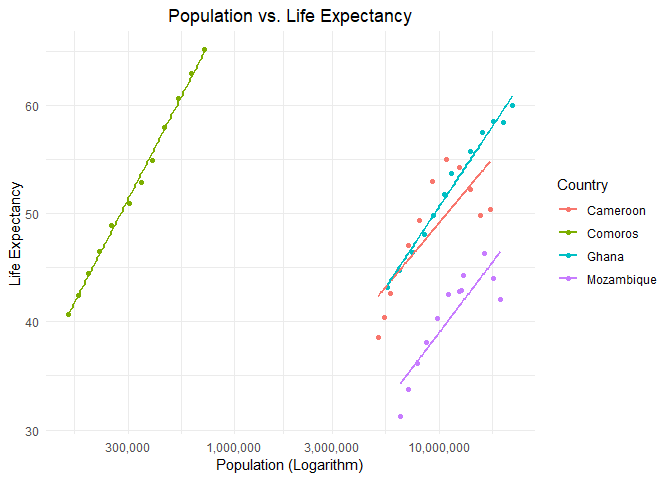 Population vs. Life Expectancy
Life Expectancy
60
50
40
30
300,000
1,000,000
3,000,000
10,000,000
Population (Logarithm)
Country
Cameroon
Comoros
Ghana
Mozambique